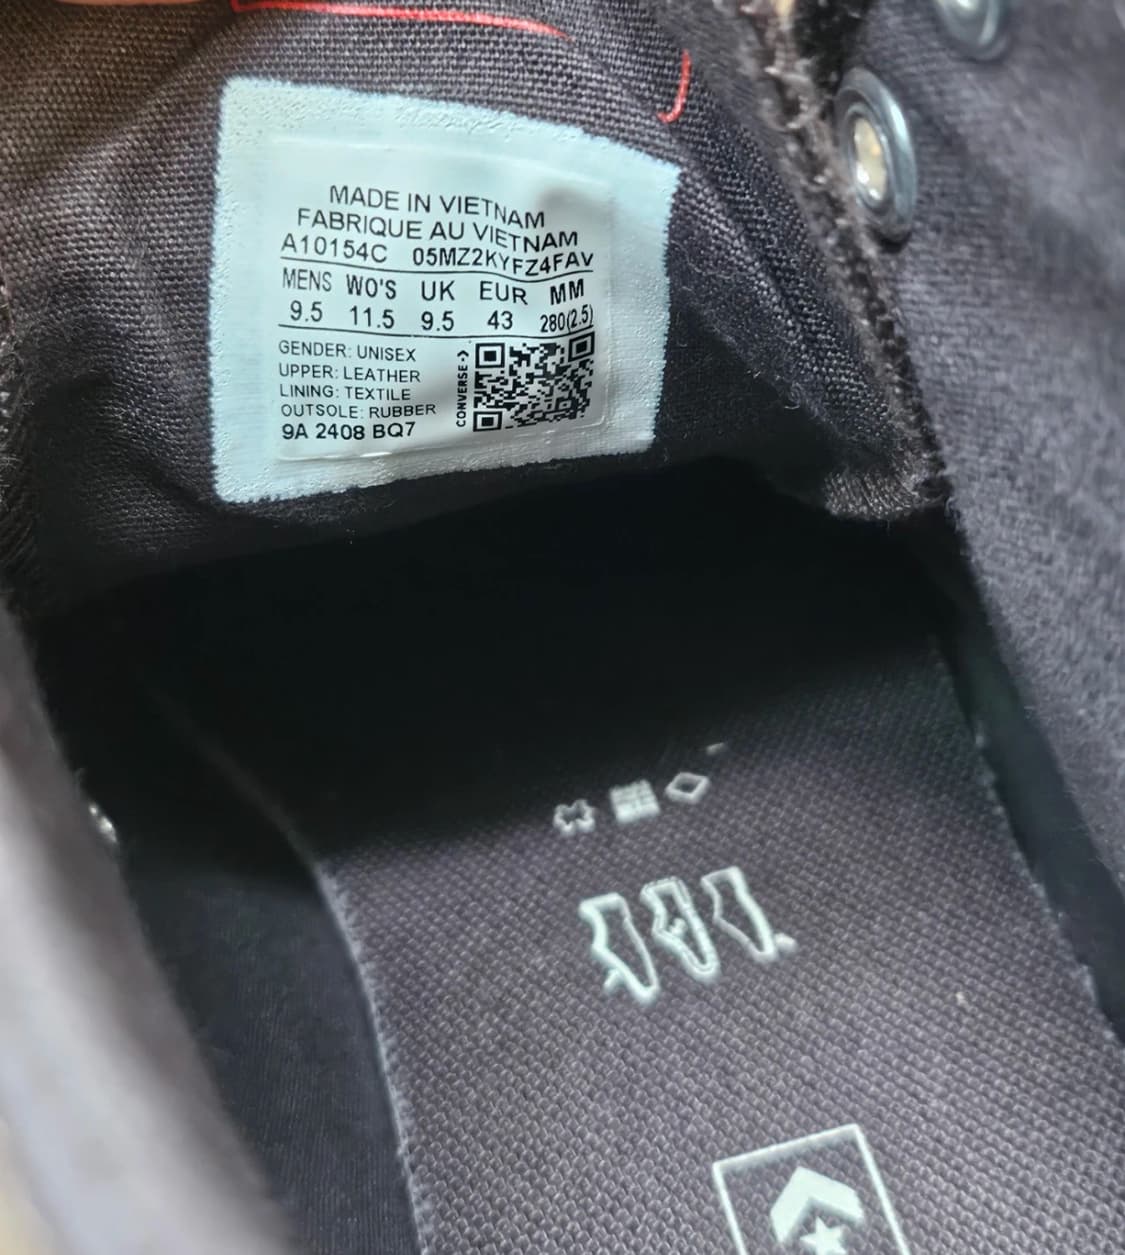 MADE IN VIETNAM
FABRIQUE AU VIETNAM
A10154C 05MZ2KYFZ4FAV
MENS WO'S UK EUR MM
9.5 11.5 9.5 43 280(2.5)
GENDER: UNISEX
UPPER: LEATHER
LINING: TEXTILE
OUTSOLE: RUBBER
9A 2408 BQ7
CONVERSE->